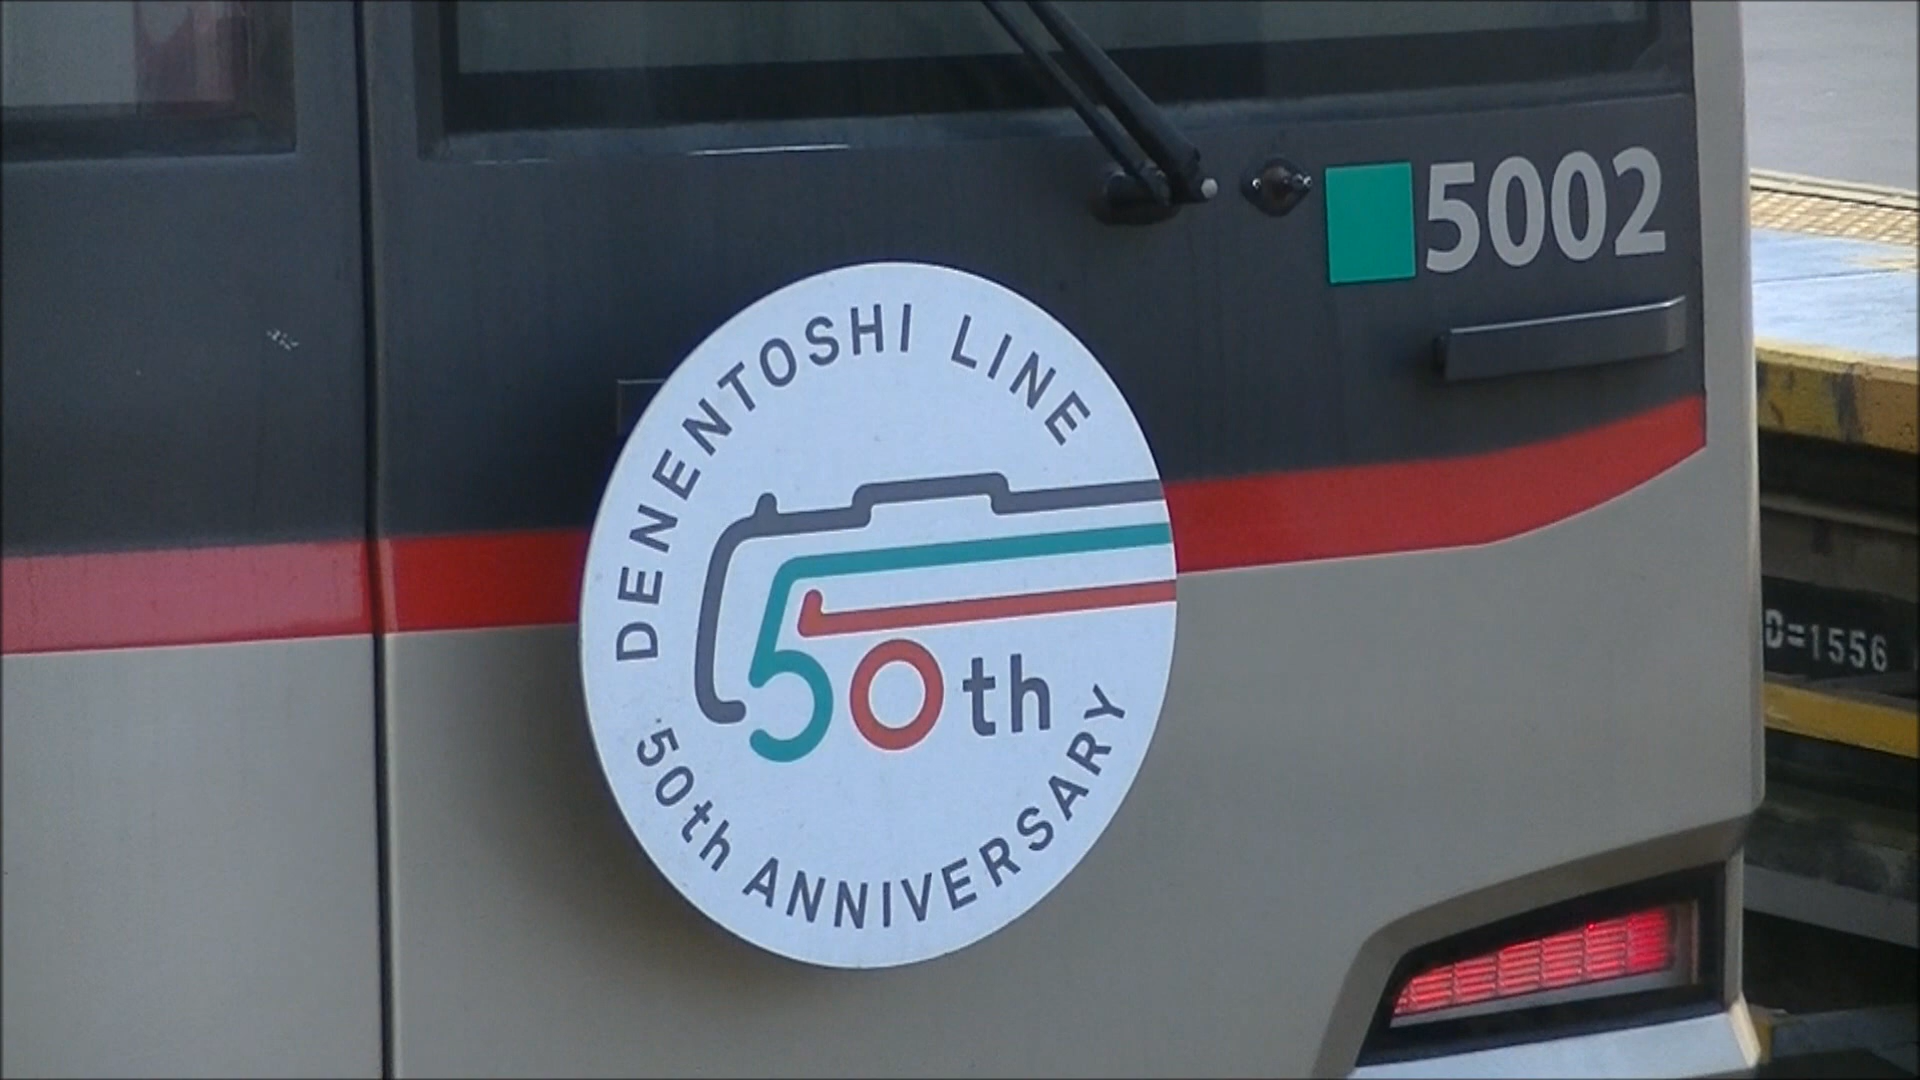 5002
DENENTOSHI LINE
50th
50th ANNIVERSARY
D=1556